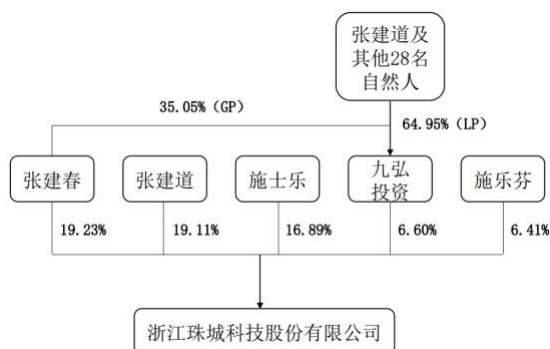 张建道及
其他28名
自然人
35.05%（GP）
64.95%（LP）
张建春
张建道
施士乐
九弘
投资
施乐芬
19.23%
19.11%
16.89%
6.60%
6.41%
浙江珠城科技股份有限公司